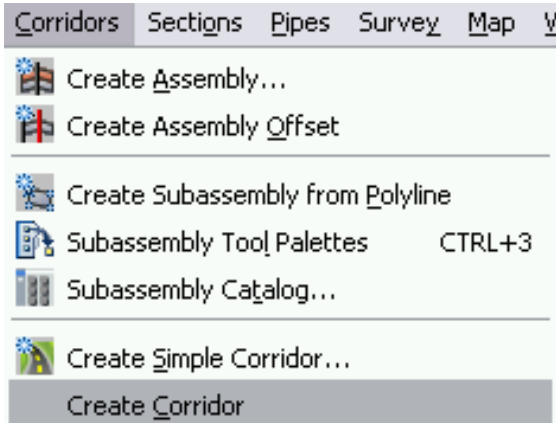 Corridors Sections Pipes Survey Map
Create Assembly...
Create Assembly Offset
Create Subassembly from Polyline
Subassembly Tool Palettes CTRL+3
Subassembly Catalog...
Create Simple Corridor...
Create Corridor